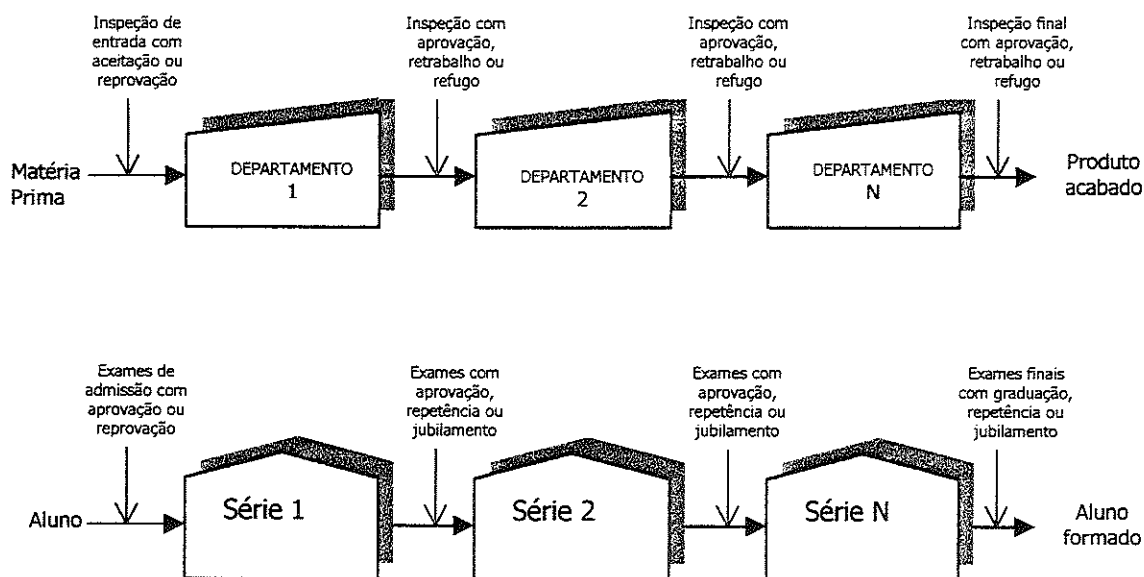 Inspeção de
entrada com
aceitação ou
reprovação
Inspeção com
aprovação,
retrabalho ou
refugo
Inspeção com
aprovação,
retrabalho ou
refugo
Inspeção final
com aprovação,
retrabalho ou
refugo
Matéria
Prima
DEPARTAMENTO
1
DEPARTAMENTO
2
DEPARTAMENTO
N
Produto
acabado
Exames de
admissão com
aprovação ou
reprovação
Exames com
aprovação,
repetência ou
jubilamento
Exames com
aprovação,
repetência ou
jubilamento
Exames finais
com graduação,
repetência ou
jubilamento
Aluno
Série 1
Série 2
Série N
Aluno
formado